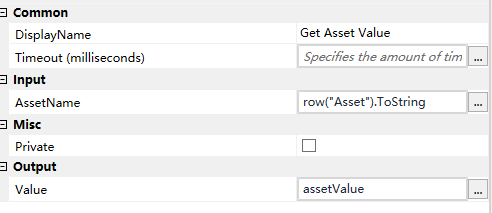 Common
DisplayName Get Asset Value
Timeout (milliseconds) Specifies the amount of tim ...
Input
AssetName row("Asset").ToString ...
Misc
Private
Output
Value assetValue ...